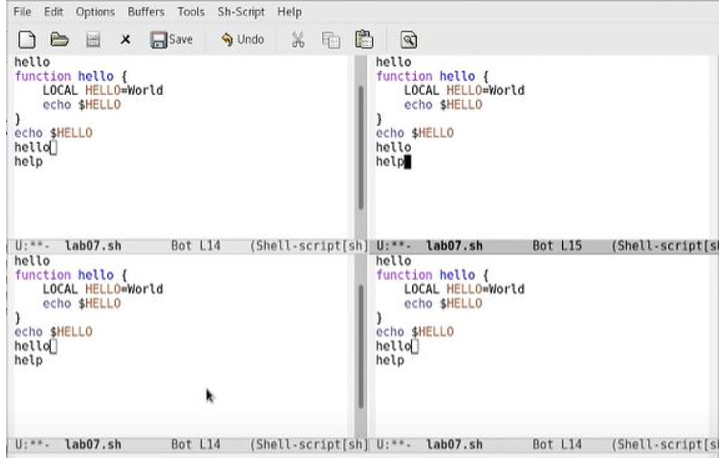 File Edit Options Buffers Tools Sh-Script Help
Save Undo
hello
function hello {
    LOCAL HELLO=World
    echo $HELLO
}
echo $HELLO
hello
help
U:**-  lab07.sh       Bot L14    (Shell-script[sh]
hello
function hello {
    LOCAL HELLO=World
    echo $HELLO
}
echo $HELLO
hello
help
U:**-  lab07.sh       Bot L15    (Shell-script[s
hello
function hello {
    LOCAL HELLO=World
    echo $HELLO
}
echo $HELLO
hello
help
U:**-  lab07.sh       Bot L14    (Shell-script[sh]
hello
function hello {
    LOCAL HELLO=World
    echo $HELLO
}
echo $HELLO
hello
help
U:**-  lab07.sh       Bot L14    (Shell-script[s